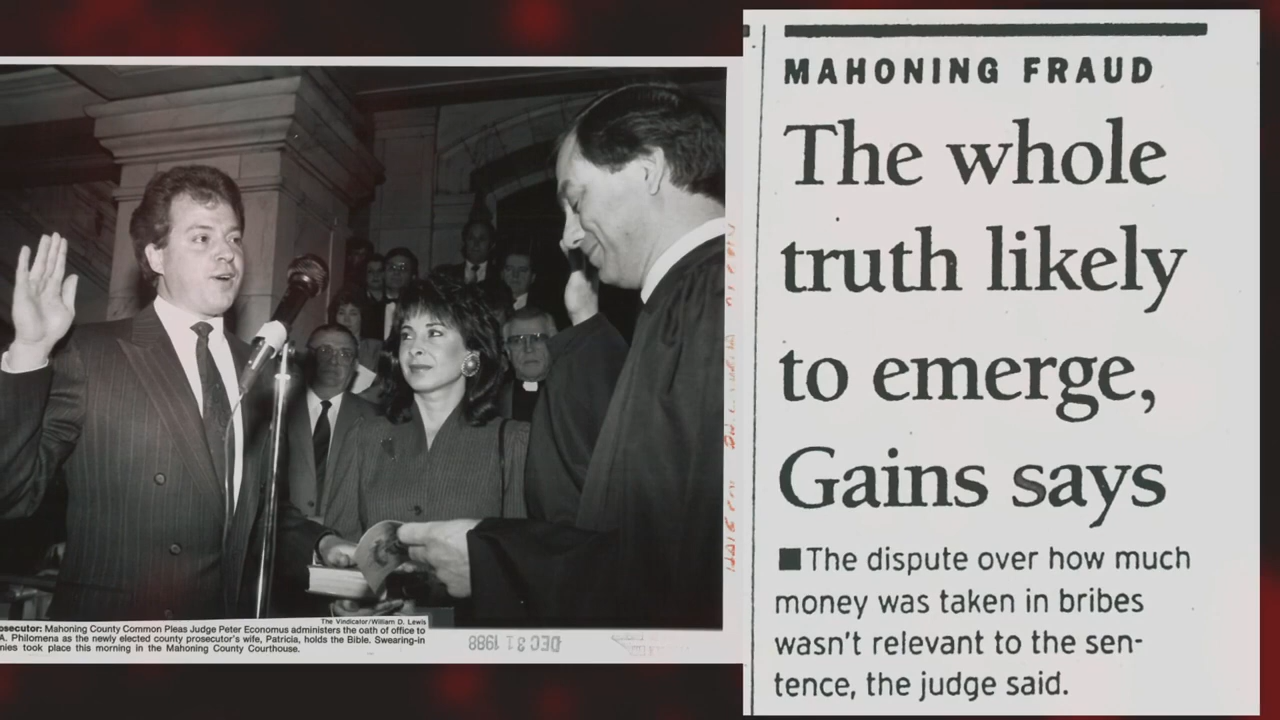 The Vindicator/William D. Lewis
osecutor: Mahoning County Common Pleas Judge Peter Economus administers the oath of office to
A. Philomena as the newly elected county prosecutor's wife, Patricia, holds the Bible. Swearing-in
nies took place this morning in the Mahoning County Courthouse.
DEC 31 1988
MAHONING FRAUD
The whole
truth likely
to emerge,
Gains says
■ The dispute over how much
money was taken in bribes
wasn't relevant to the sen-
tence, the judge said.